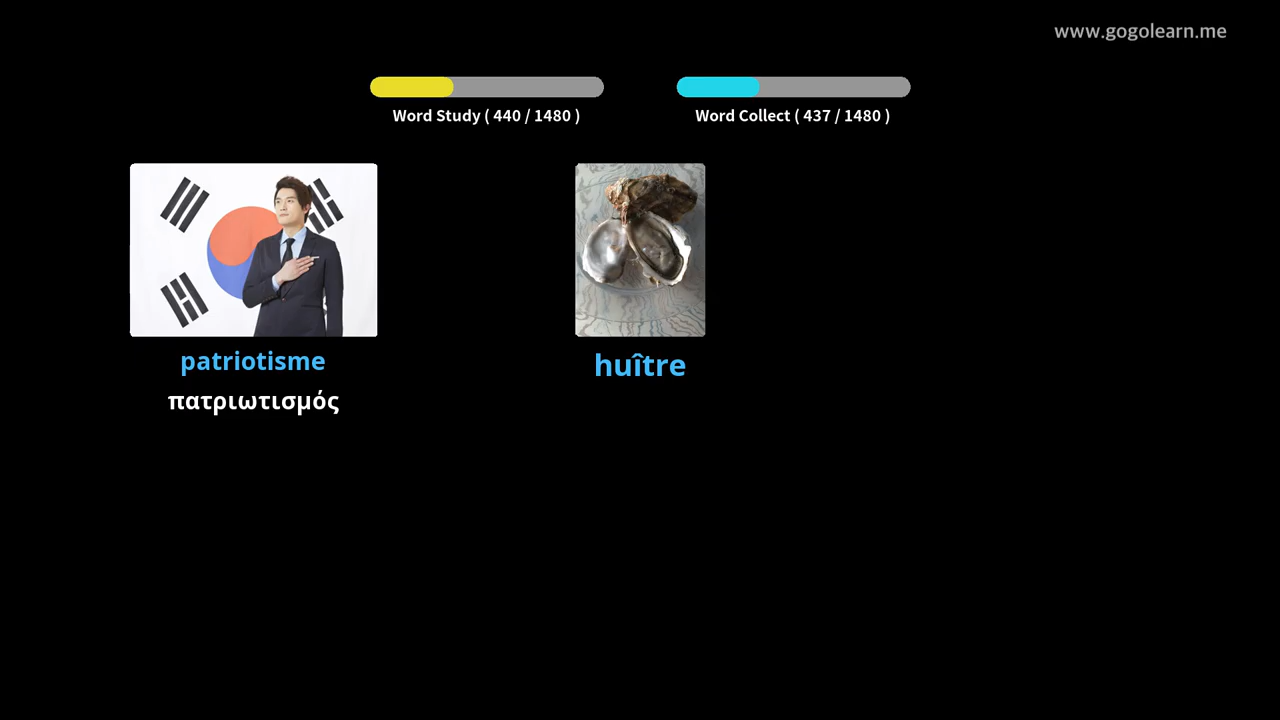 www.gogolearn.me
Word Study ( 440 / 1480 )
Word Collect ( 437 / 1480 )
patriotisme
πατριωτισμός
huître